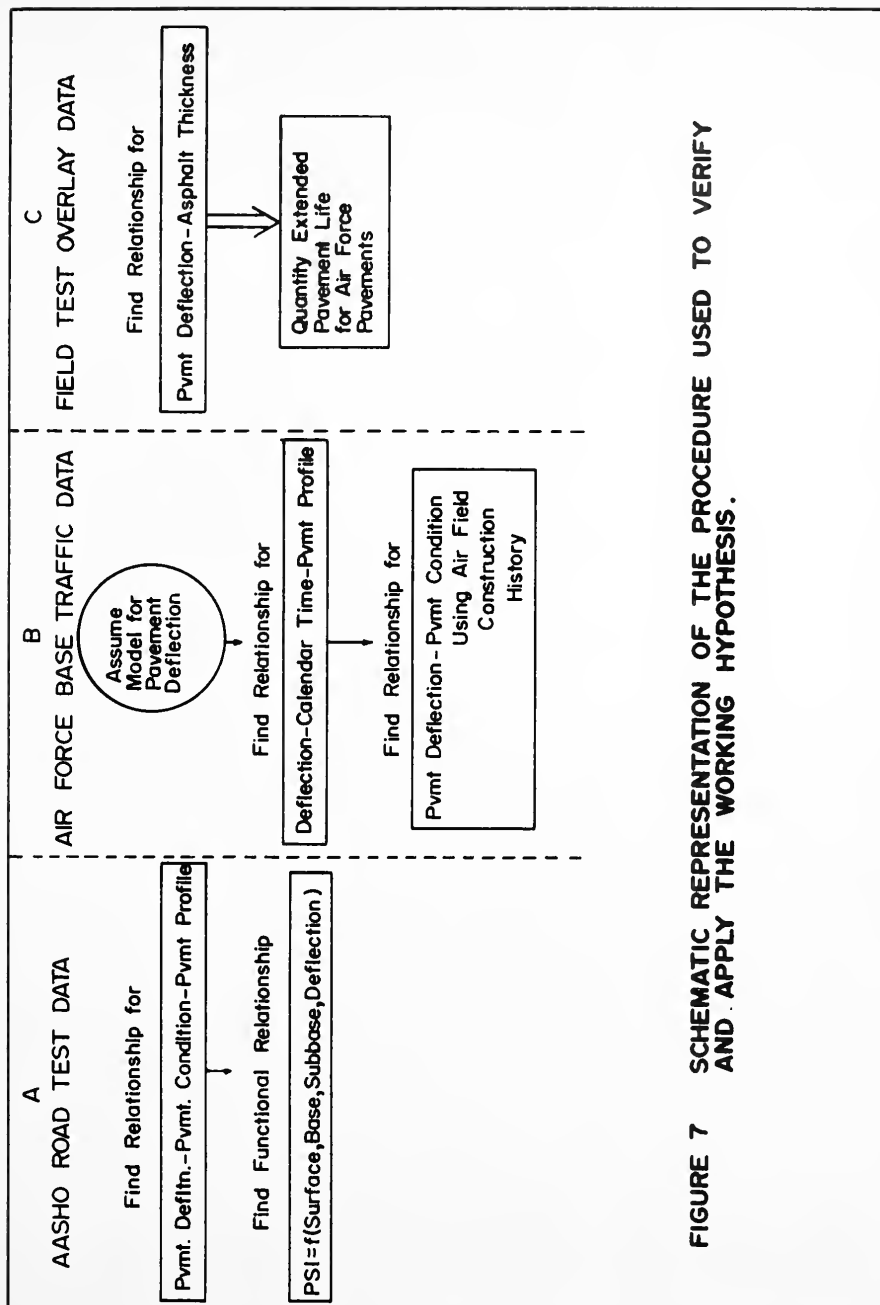 A
AASHO ROAD TEST DATA
Find Relationship for
Pvmt. Defltn.-Pvmt. Condition-Pvmt Profile
Find Functional Relationship
PSI=f(Surface,Base,Subbase,Deflection)
B
AIR FORCE BASE TRAFFIC DATA
Assume
Model for
Pavement
Deflection
Find Relationship for
Deflection-Calendar Time-Pvmt Profile
Find Relationship for
Pvmt Deflection-Pvmt Condition
Using Air Field
Construction
History
C
FIELD TEST OVERLAY DATA
Find Relationship for
Pvmt Deflection-Asphalt Thickness
Quantity Extended
Pavement Life
for Air Force
Pavements
FIGURE 7 SCHEMATIC REPRESENTATION OF THE PROCEDURE USED TO VERIFY
AND APPLY THE WORKING HYPOTHESIS.